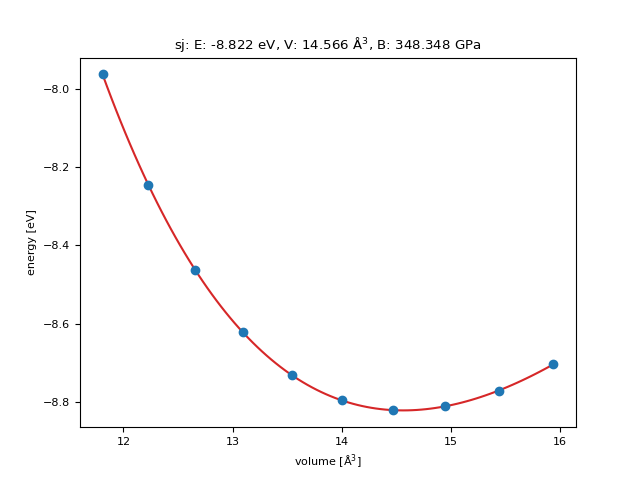 sj: E: -8.822 eV, V: 14.566 Å³, B: 348.348 GPa
−8.0
−8.2
−8.4
−8.6
−8.8
energy [eV]
12 13 14 15 16
volume [Å³]